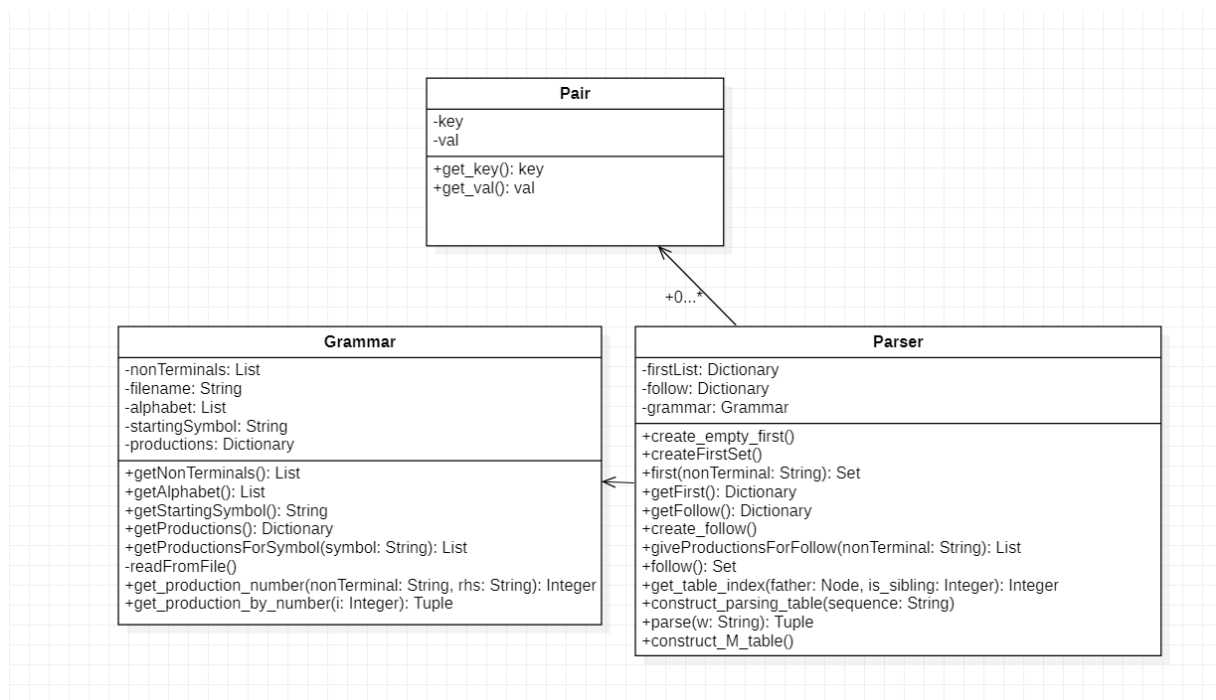 Pair
-key
-val
+get_key(): key
+get_val(): val
+0...*
Grammar
-nonTerminals: List
-filename: String
-alphabet: List
-startingSymbol: String
-productions: Dictionary
+getNonTerminals(): List
+getAlphabet(): List
+getStartingSymbol(): String
+getProductions(): Dictionary
+getProductionsForSymbol(symbol: String): List
-readFromFile()
+get_production_number(nonTerminal: String, rhs: String): Integer
+get_production_by_number(i: Integer): Tuple
Parser
-firstList: Dictionary
-follow: Dictionary
-grammar: Grammar
+create_empty_first()
+createFirstSet()
+first(nonTerminal: String): Set
+getFirst(): Dictionary
+getFollow(): Dictionary
+create_follow()
+giveProductionsForFollow(nonTerminal: String): List
+follow(): Set
+get_table_index(father: Node, is_sibling: Integer): Integer
+construct_parsing_table(sequence: String)
+parse(w: String): Tuple
+construct_M_table()